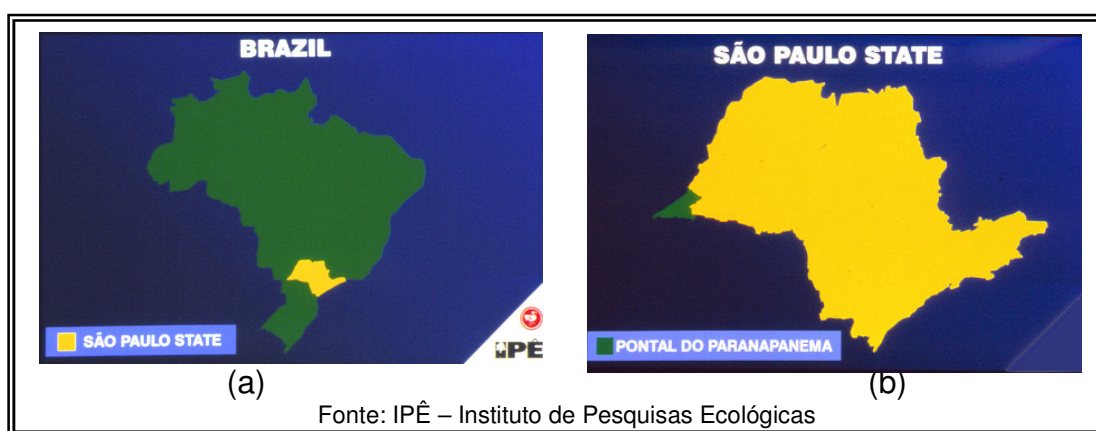 BRAZIL
SÃO PAULO STATE
IPÊ
(a)
SÃO PAULO STATE
PONTAL DO PARANAPANEMA
(b)
Fonte: IPÊ – Instituto de Pesquisas Ecológicas